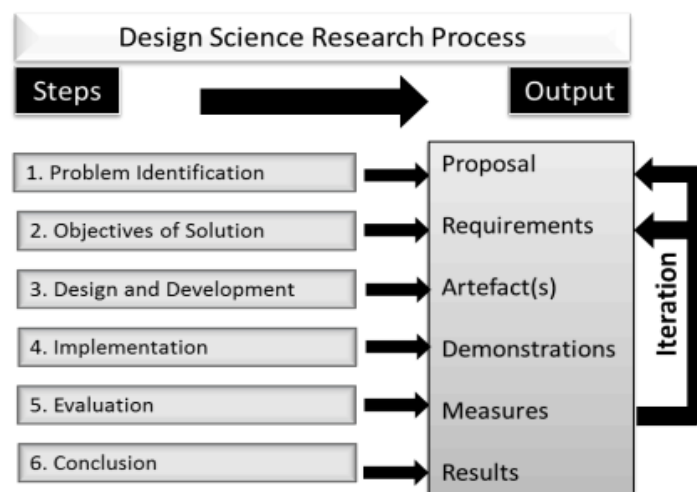 Design Science Research Process
Steps
Output
1. Problem Identification
Proposal
2. Objectives of Solution
Requirements
3. Design and Development
Artefact(s)
4. Implementation
Demonstrations
5. Evaluation
Measures
6. Conclusion
Results
Iteration